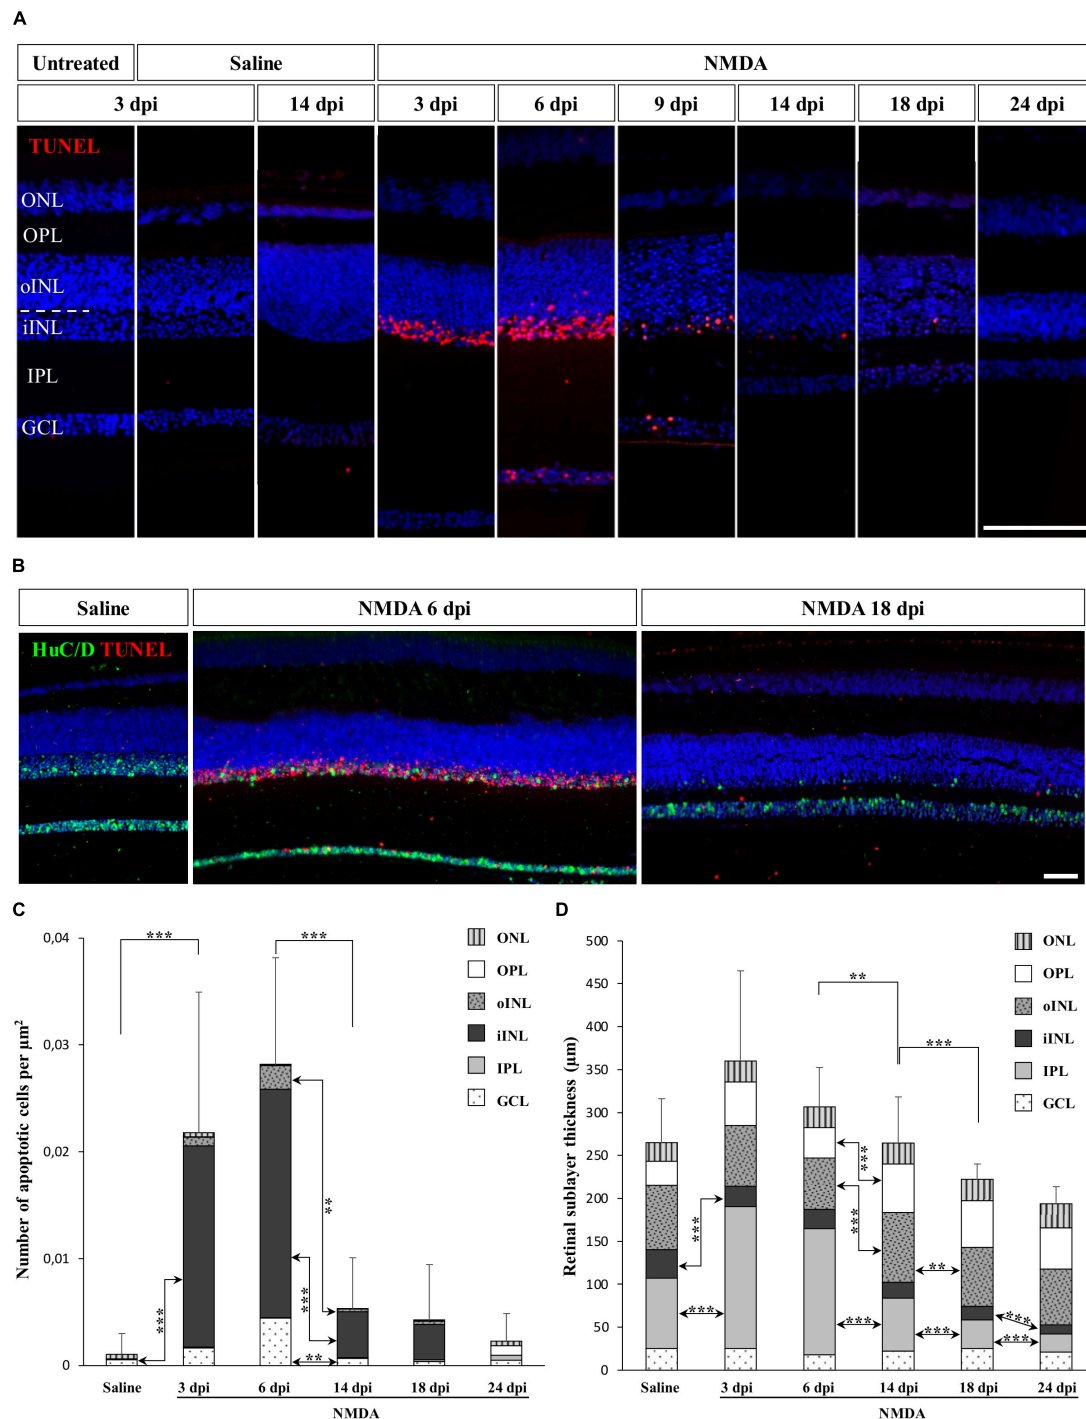 A
Untreated Saline NMDA
3 dpi 14 dpi 3 dpi 6 dpi 9 dpi 14 dpi 18 dpi 24 dpi
TUNEL
ONL
OPL
oINL
iINL
IPL
GCL
B
Saline NMDA 6 dpi NMDA 18 dpi
HuC/D TUNEL
C
Number of apoptotic cells per µm²
0,04
0,03
0,02
0,01
0
*** ***
*** ** *** **
ONL
OPL
oINL
iINL
IPL
GCL
Saline 3 dpi 6 dpi 14 dpi 18 dpi 24 dpi
NMDA
D
Retinal sublayer thickness (µm)
500
450
400
350
300
250
200
150
100
50
0
** ***
*** *** *** *** *** ** *** *** ***
ONL
OPL
oINL
iINL
IPL
GCL
Saline 3 dpi 6 dpi 14 dpi 18 dpi 24 dpi
NMDA